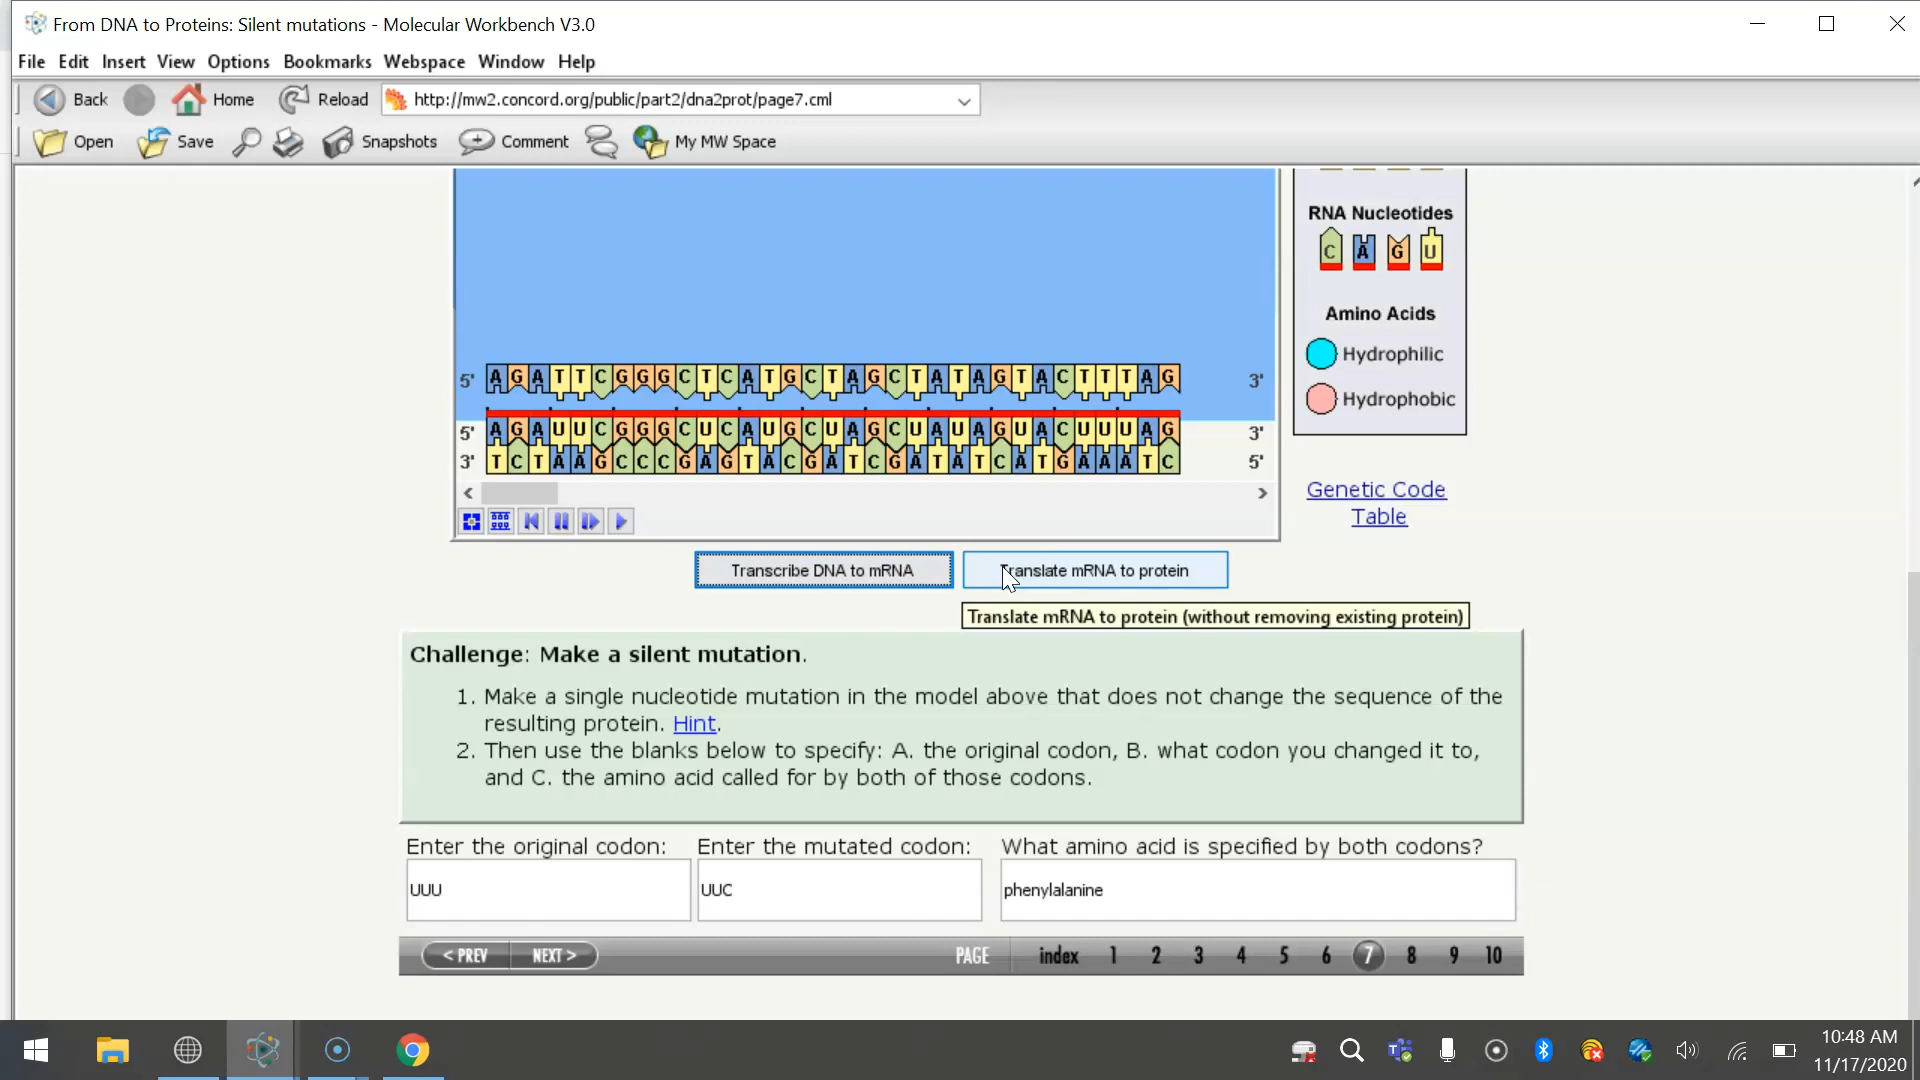 From DNA to Proteins: Silent mutations - Molecular Workbench V3.0
File Edit Insert View Options Bookmarks Webspace Window Help
Back Home Reload http://mw2.concord.org/public/part2/dna2prot/page7.cml
Open Save Snapshots Comment My MW Space
RNA Nucleotides
C A G U
Amino Acids
Hydrophilic
Hydrophobic
5' AGATTCGGGCTCATGCTAGCTATAGTACTTTAG 3'
5' AGAUUCGGGCUCAUGCUAGCUAUAGUACUUUAG 3'
3' TCTAAGCCCGAGTACGATCGATATCATGAAATC 5'
Genetic Code
Table
Transcribe DNA to mRNA Translate mRNA to protein
Translate mRNA to protein (without removing existing protein)
Challenge: Make a silent mutation.
1. Make a single nucleotide mutation in the model above that does not change the sequence of the
resulting protein. Hint.
2. Then use the blanks below to specify: A. the original codon, B. what codon you changed it to,
and C. the amino acid called for by both of those codons.
Enter the original codon: Enter the mutated codon: What amino acid is specified by both codons?
UUU UUC phenylalanine
< PREV NEXT > PAGE index 1 2 3 4 5 6 7 8 9 10
10:48 AM
11/17/2020